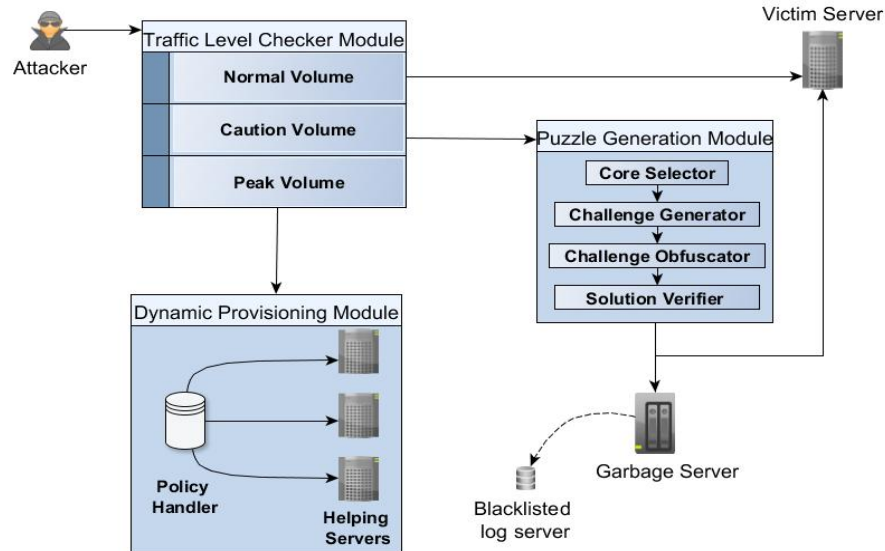 Victim Server
Attacker
Traffic Level Checker Module
Normal Volume
Caution Volume
Peak Volume
Puzzle Generation Module
Core Selector
Challenge Generator
Challenge Obfuscator
Solution Verifier
Dynamic Provisioning Module
Policy
Handler
Helping
Servers
Garbage Server
Blacklisted
log server